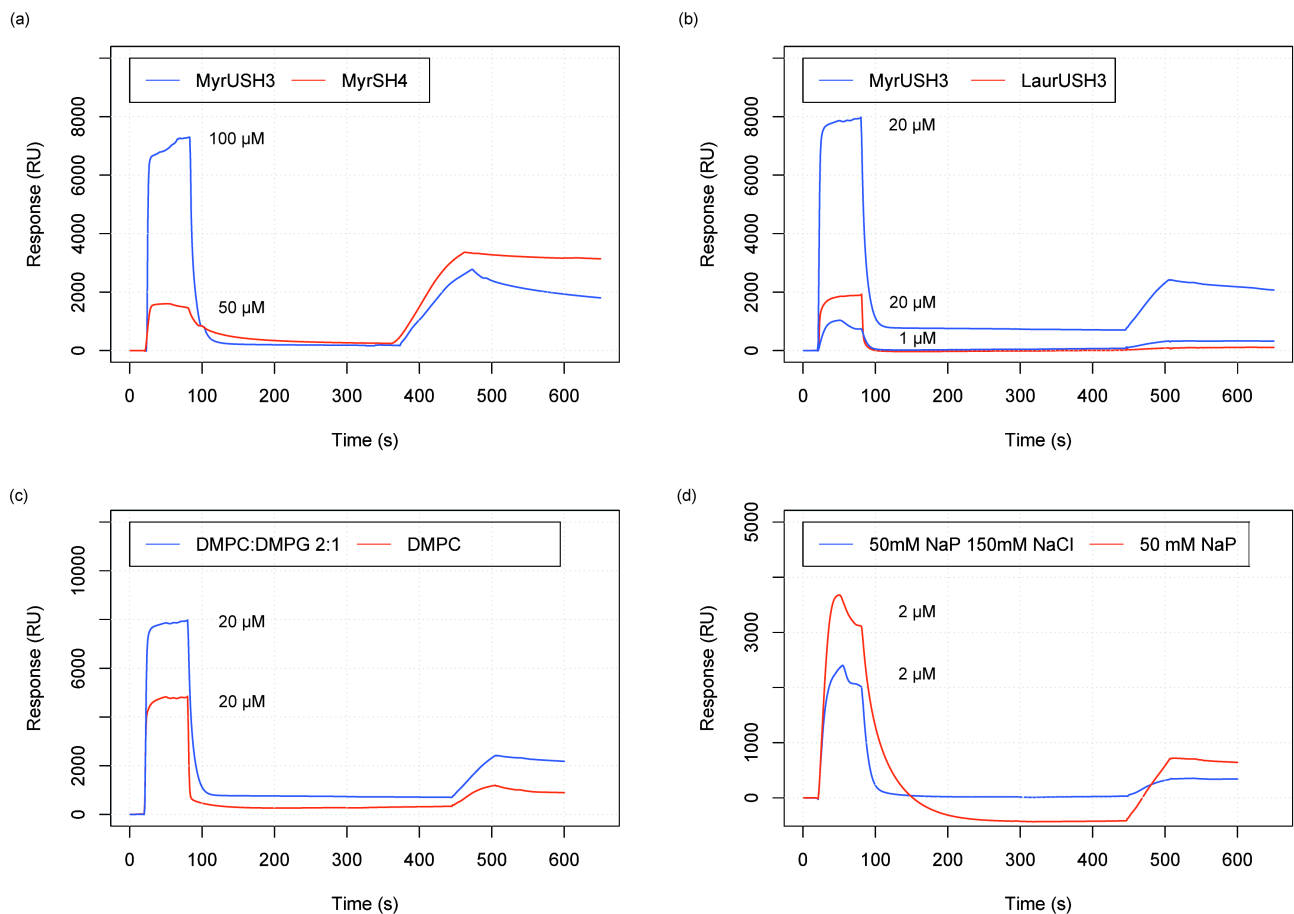 (a)
MyrUSH3 MyrSH4
100 µM
50 µM
Response (RU)
0 2000 4000 6000 8000
0 100 200 300 400 500 600
Time (s)
(b)
MyrUSH3 LaurUSH3
20 µM
20 µM
1 µM
Response (RU)
0 2000 4000 6000 8000
0 100 200 300 400 500 600
Time (s)
(c)
DMPC:DMPG 2:1 DMPC
20 µM
20 µM
Response (RU)
0 2000 6000 10000
0 100 200 300 400 500 600
Time (s)
(d)
50mM NaP 150mM NaCl 50 mM NaP
2 µM
2 µM
Response (RU)
0 1000 3000 5000
0 100 200 300 400 500 600
Time (s)